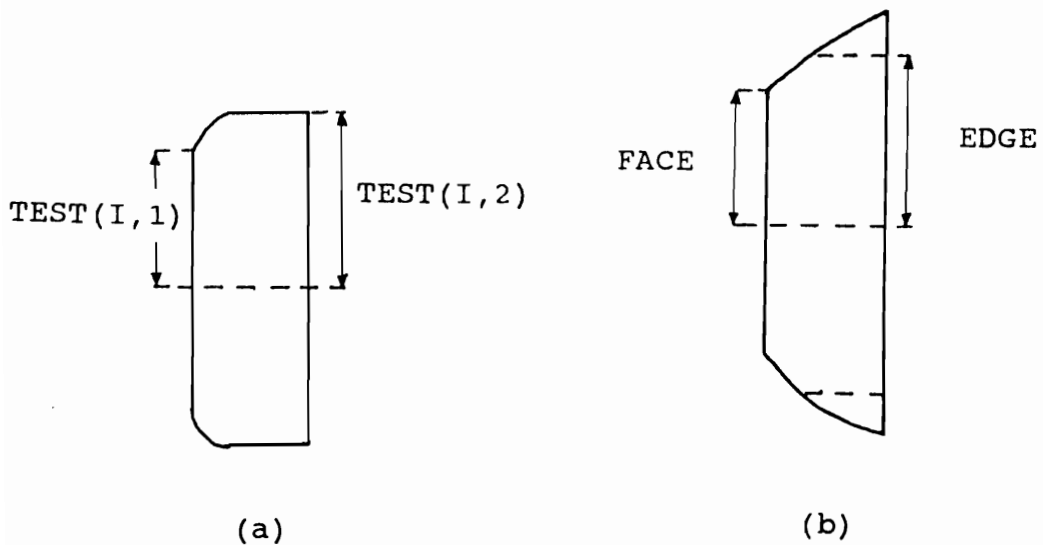 TEST(I,1)
TEST(I,2)
(a)
FACE
EDGE
(b)